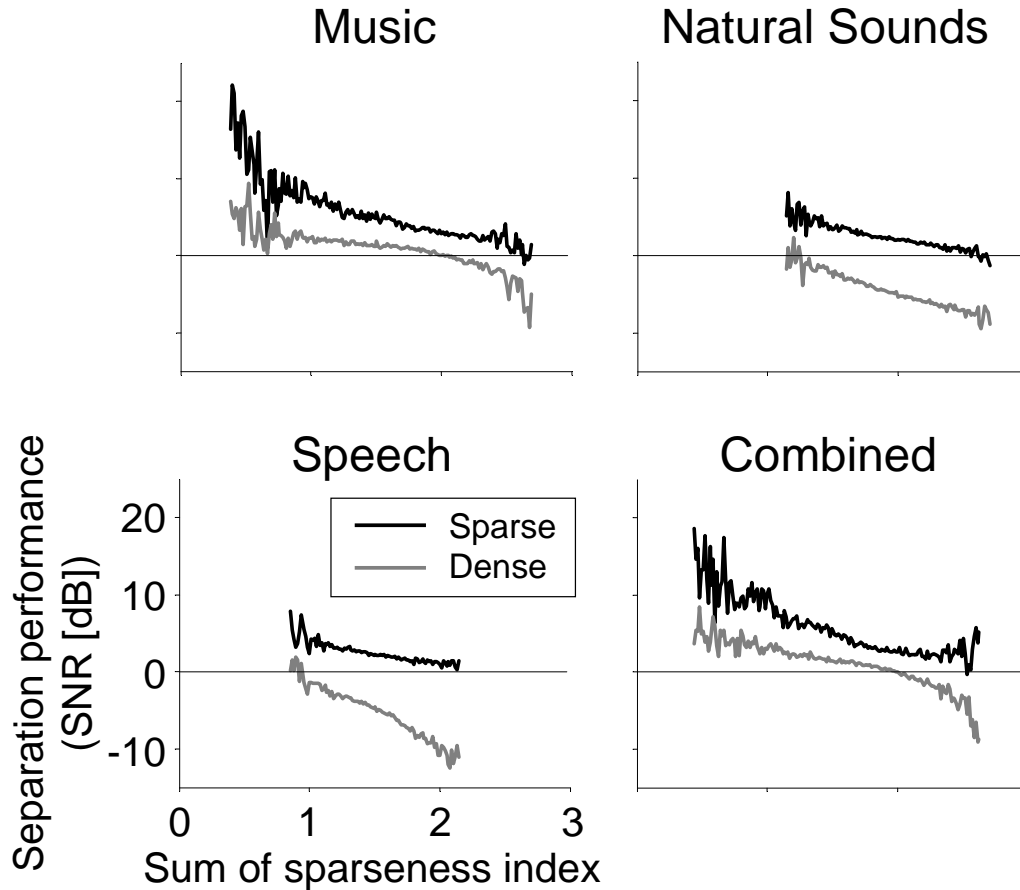 Music
Natural Sounds
Speech
Combined
Separation performance
(SNR [dB])
20
10
0
-10
Sparse
Dense
0 1 2 3
Sum of sparseness index